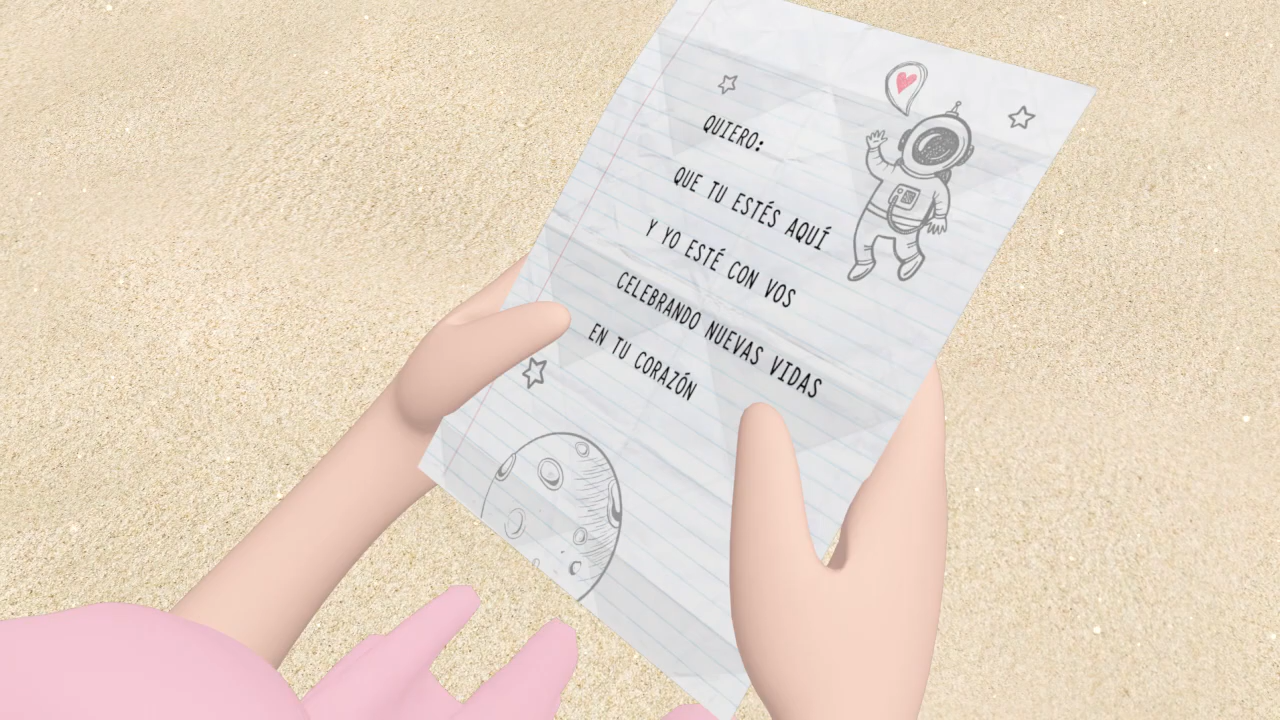 QUIERO:
QUE TU ESTÉS AQUÍ
Y YO ESTÉ CON VOS
CELEBRANDO NUEVAS VIDAS
EN TU CORAZÓN